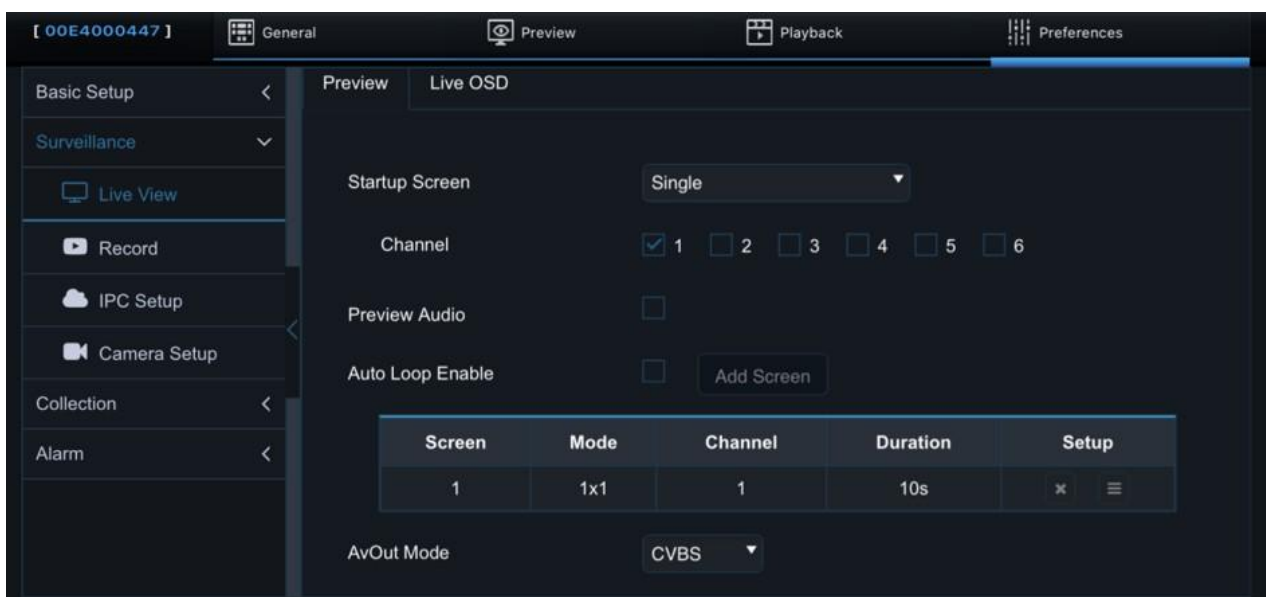 [ 00E4000447 ] General Preview Playback Preferences
Basic Setup
Surveillance
Live View
Record
IPC Setup
Camera Setup
Collection
Alarm
Preview Live OSD
Startup Screen Single
Channel 1 2 3 4 5 6
Preview Audio
Auto Loop Enable Add Screen
Screen Mode Channel Duration Setup
1 1x1 1 10s
AvOut Mode CVBS